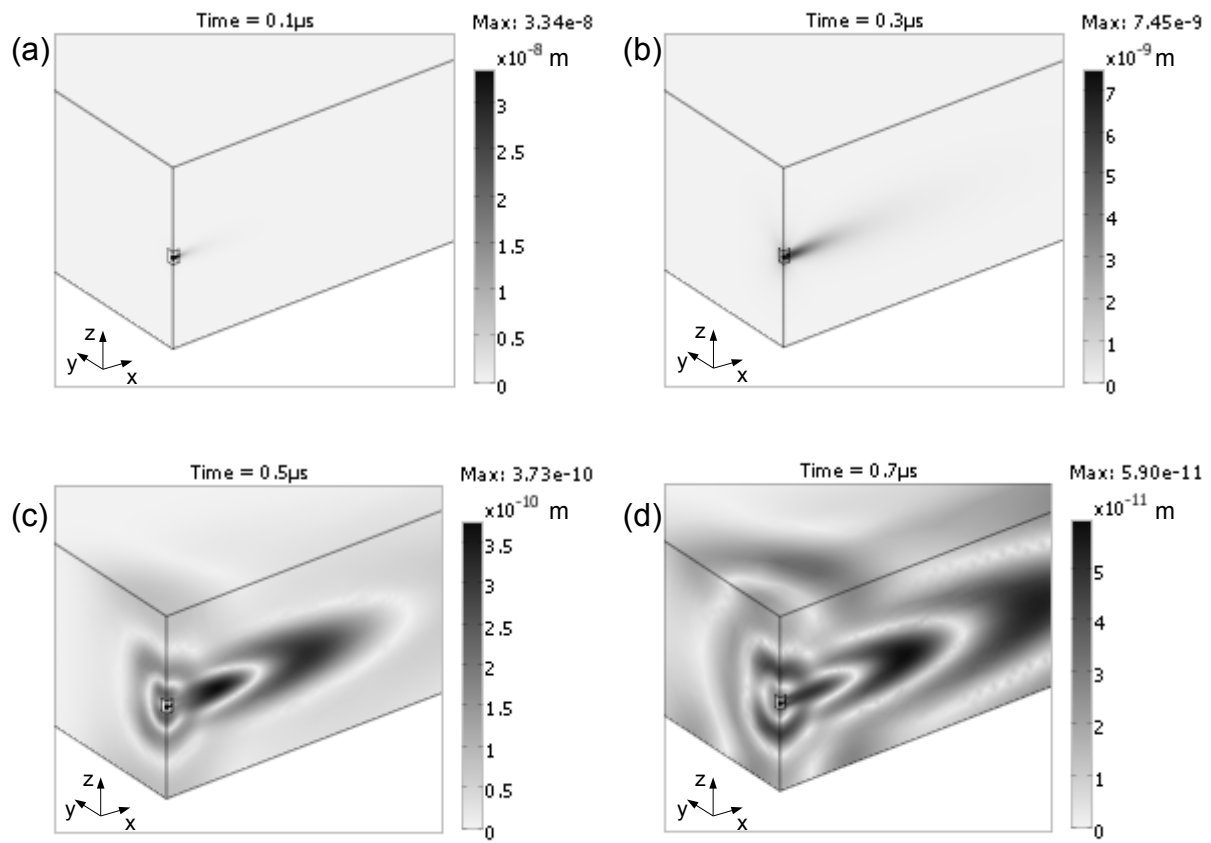 (a)
Time = 0.1µs
Max: 3.34e-8
x10-8 m
3
2.5
2
1.5
1
0.5
0
z
y
x
(b)
Time = 0.3µs
Max: 7.45e-9
x10-9 m
7
6
5
4
3
2
1
0
z
y
x
(c)
Time = 0.5µs
Max: 3.73e-10
x10-10 m
3.5
3
2.5
2
1.5
1
0.5
0
z
y
x
(d)
Time = 0.7µs
Max: 5.90e-11
x10-11 m
5
4
3
2
1
0
z
y
x